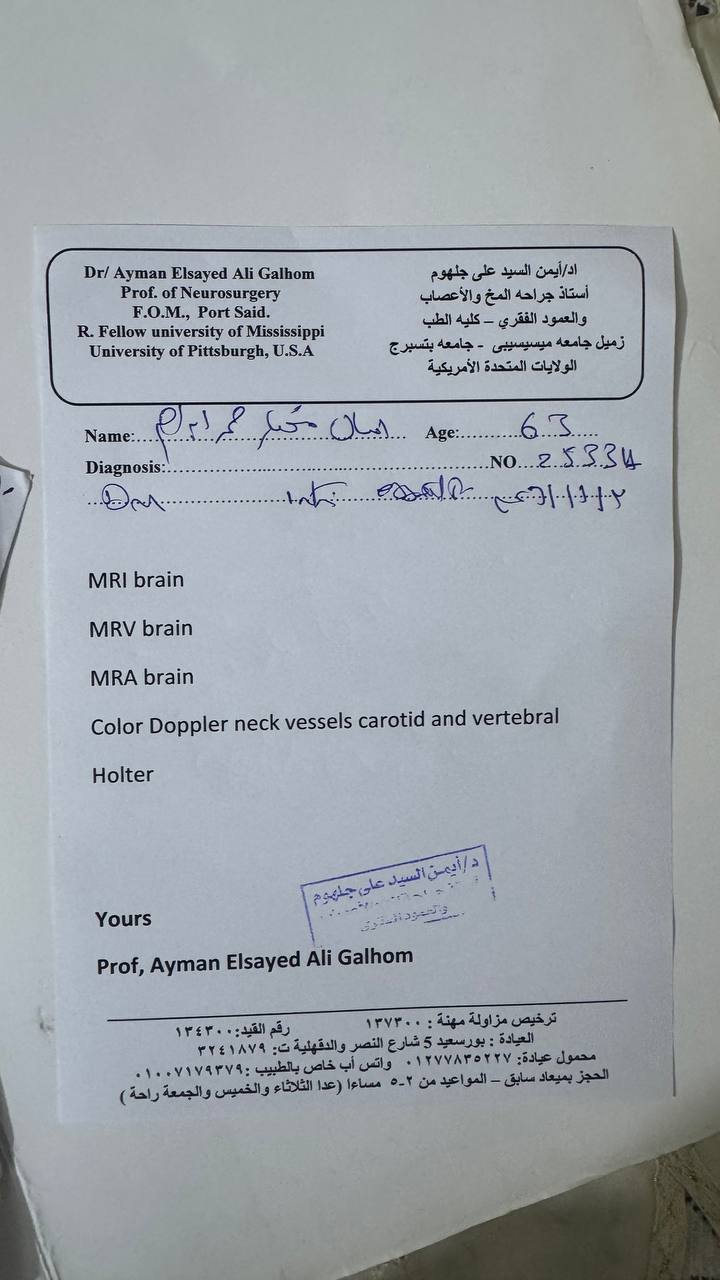 Dr/ Ayman Elsayed Ali Galhom
Prof. of Neurosurgery
F.O.M., Port Said.
R. Fellow university of Mississippi
University of Pittsburgh, U.S.A
اد/أيمن السيد على جلهوم
أستاذ جراحه المخ والأعصاب
والعمود الفقري – كليه الطب
زميل جامعه ميسيسيبى - جامعه بتسبرج
الولايات المتحدة الأمريكية
Name: Age: 63
Diagnosis: NO
MRI brain
MRV brain
MRA brain
Color Doppler neck vessels carotid and vertebral
Holter
د/أيمن السيد على جلهوم
Yours
Prof, Ayman Elsayed Ali Galhom
ترخيص مزاولة مهنة : ١٣٧٣٠٠ رقم القيد: ١٣٤٣٠٠
العيادة : بورسعيد 5 شارع النصر والدقهلية ت: ٣٢٤١٨٧٩
محمول عيادة: ٠١٢٧٧٨٣٥٢٢٧ واتس أب خاص بالطبيب :٠١٠٠٧١٧٩٣٧٩
الحجز بميعاد سابق – المواعيد من ٢-٥ مساءا (عدا الثلاثاء والخميس والجمعة راحة )